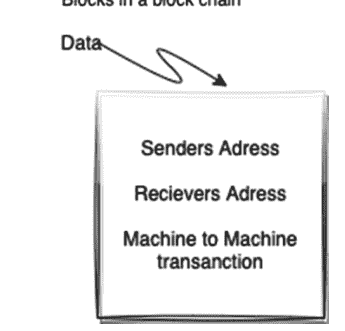 Blocks in a block chain
Data
Senders Adress
Recievers Adress
Machine to Machine
transanction